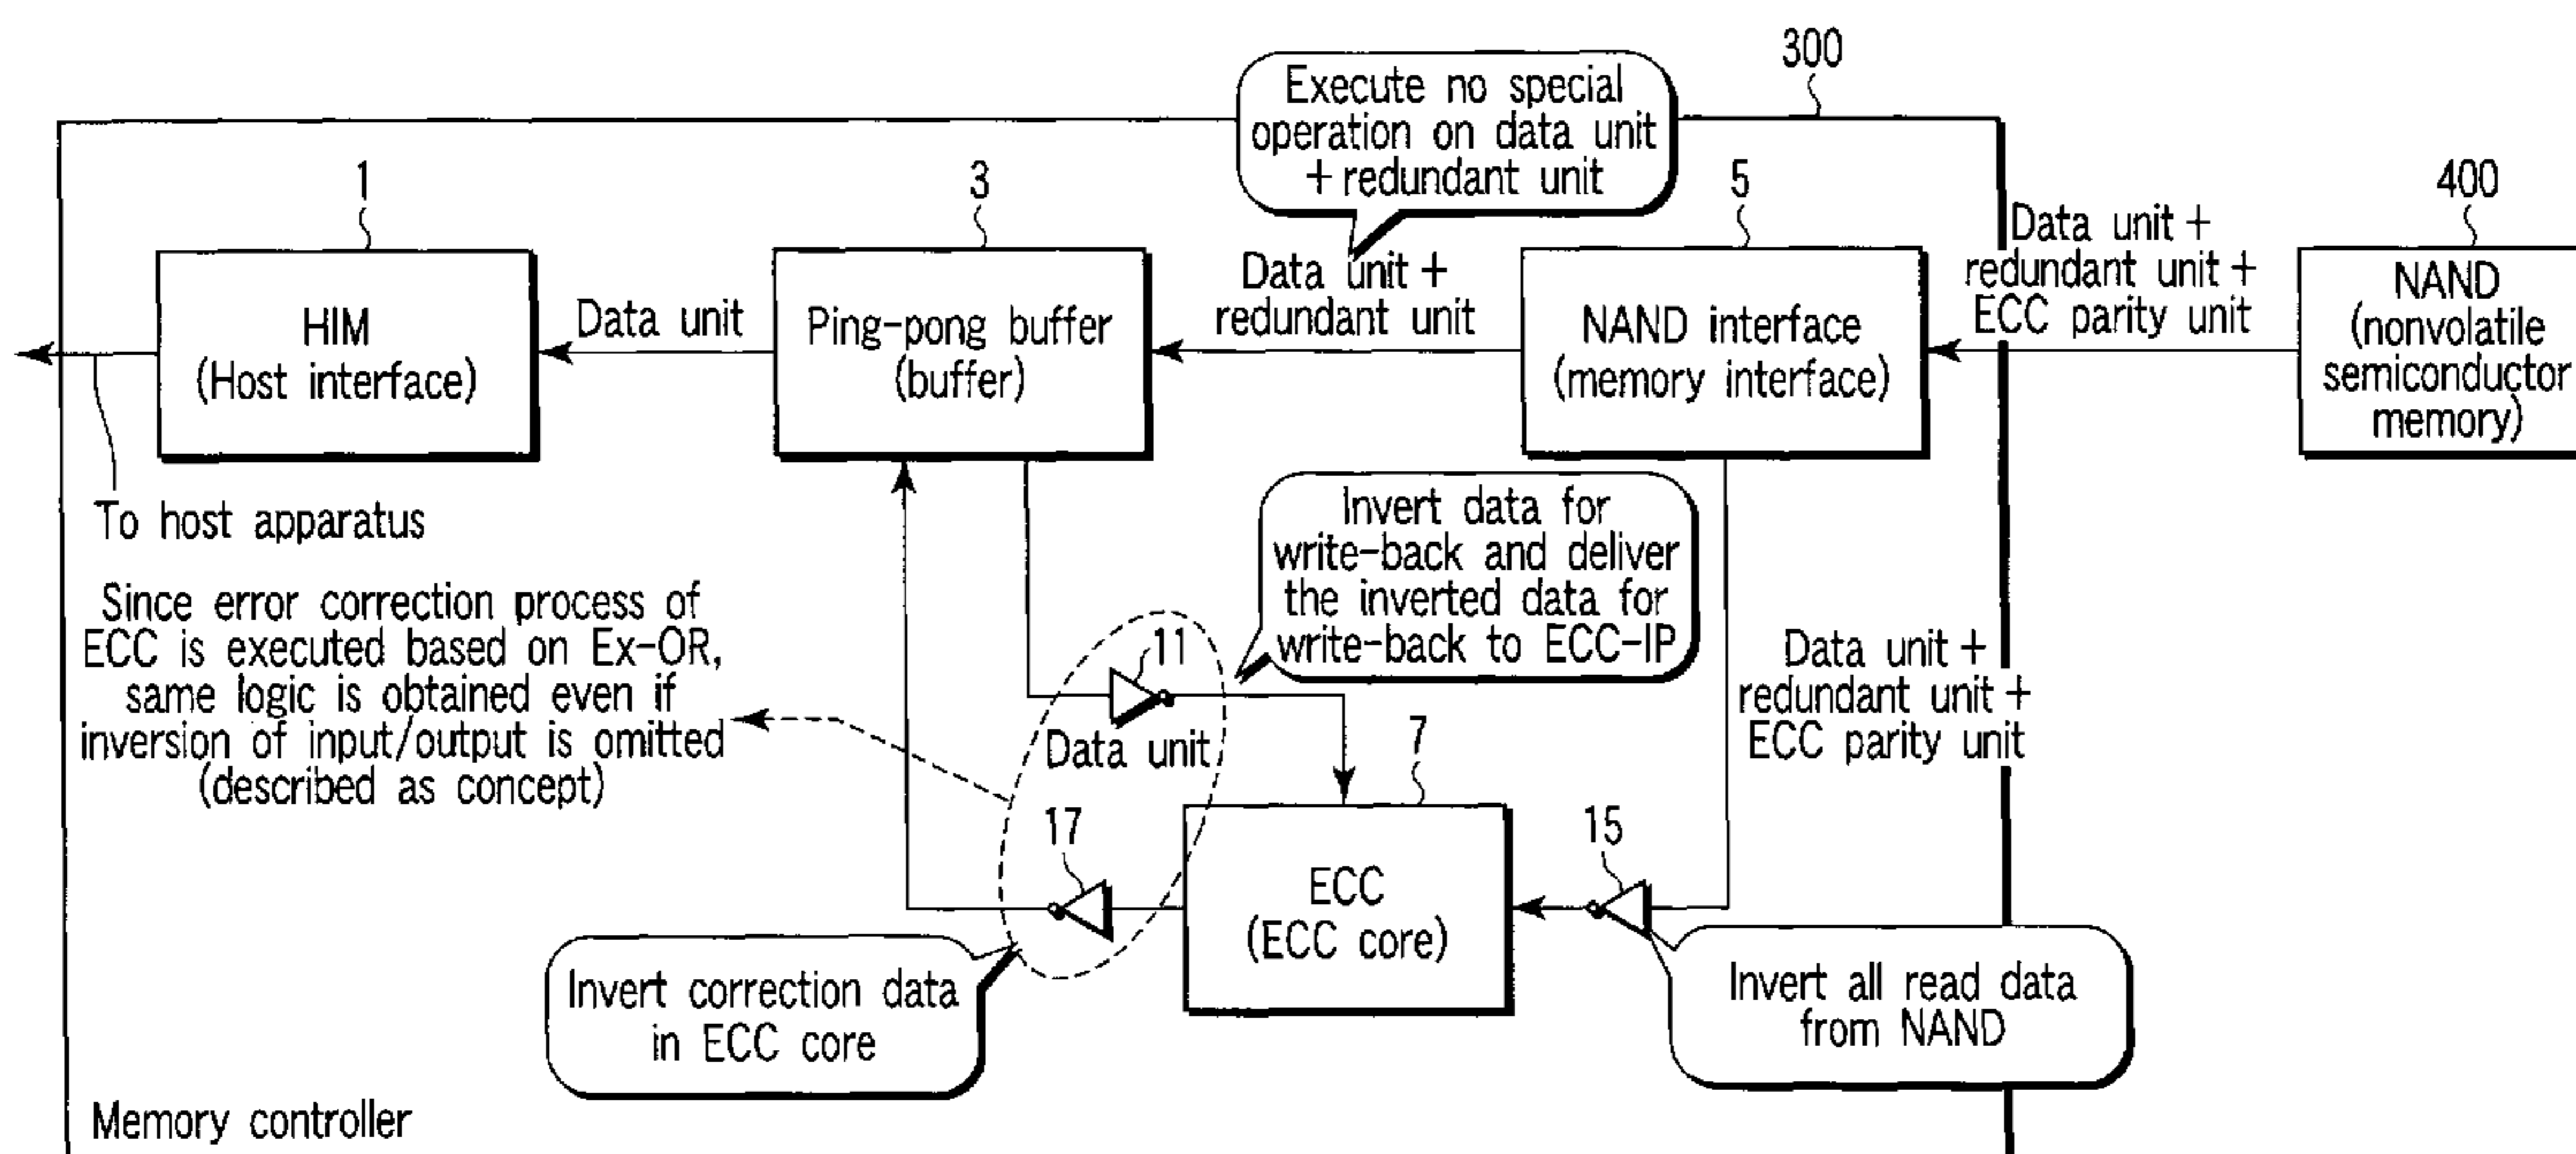 300
Execute no special
operation on data unit
+ redundant unit
1
3
5
400
HIM
(Host interface)
Data unit
Ping-pong buffer
(buffer)
Data unit +
redundant unit
NAND interface
(memory interface)
Data unit +
redundant unit +
ECC parity unit
NAND
(nonvolatile
semiconductor
memory)
To host apparatus
Invert data for
write-back and deliver
the inverted data for
write-back to ECC-IP
Since error correction process of
ECC is executed based on Ex-OR,
same logic is obtained even if
inversion of input/output is omitted
(described as concept)
11
Data unit
Data unit +
redundant unit +
ECC parity unit
7
17
15
ECC
(ECC core)
Invert correction data
in ECC core
Invert all read data
from NAND
Memory controller